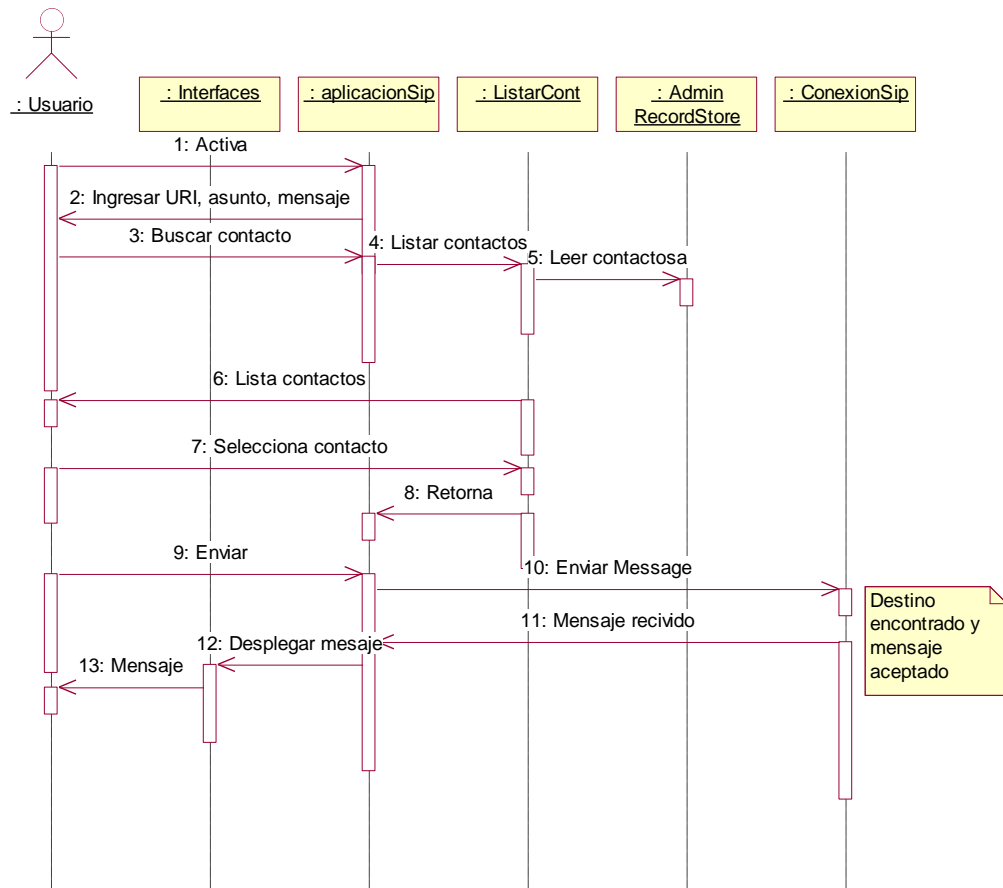 : Usuario
: Interfaces
: aplicacionSip
: ListarCont
: Admin
RecordStore
: ConexionSip
1: Activa
2: Ingresar URI, asunto, mensaje
3: Buscar contacto
4: Listar contactos
5: Leer contactosa
6: Lista contactos
7: Selecciona contacto
8: Retorna
9: Enviar
10: Enviar Message
11: Mensaje recivido
12: Desplegar mesaje
13: Mensaje
Destino
encontrado y
mensaje
aceptado